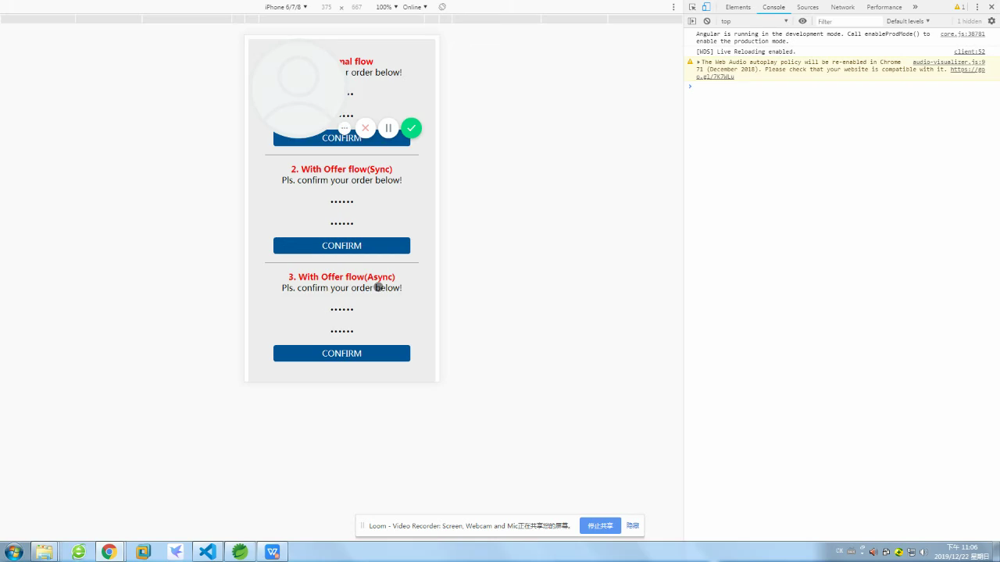 iPhone 6/7/8 ▼ 375 × 667 100% ▼ Online ▼
Elements Console Sources Network Performance » 1
top ▼ Filter Default levels ▼ 1 hidden
Angular is running in the development mode. Call enableProdMode() to core.js:38781
enable the production mode.
[WDS] Live Reloading enabled. client:52
The Web Audio autoplay policy will be re-enabled in Chrome audio-visualizer.js:9
71 (December 2018). Please check that your website is compatible with it. https://go
o.gl/7K7WLu
nal flow
r order below!
CONFIRM
2. With Offer flow(Sync)
Pls. confirm your order below!
••••••
••••••
CONFIRM
3. With Offer flow(Async)
Pls. confirm your order below!
••••••
••••••
CONFIRM
Loom - Video Recorder: Screen, Webcam and Mic正在共享您的屏幕。 停止共享 隐藏
CH
下午 11:06
2019/12/22 星期日